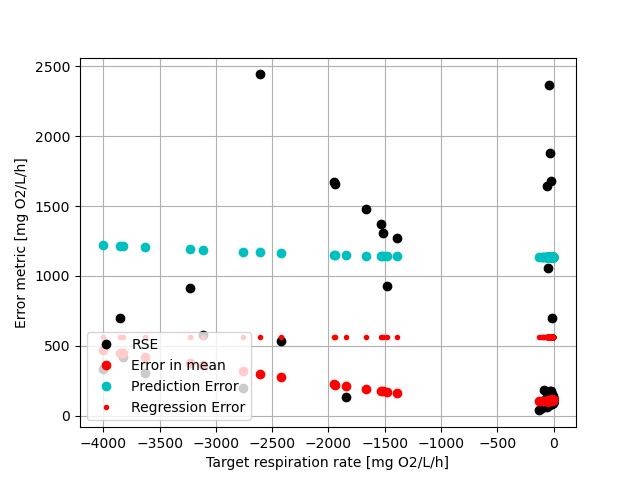 2500
2000
1500
1000
500
0
Error metric [mg O2/L/h]
RSE
Error in mean
Prediction Error
Regression Error
−4000 −3500 −3000 −2500 −2000 −1500 −1000 −500 0
Target respiration rate [mg O2/L/h]